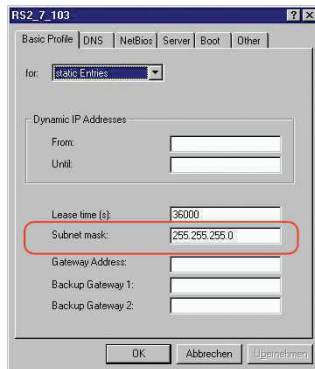 RS2_7_103
Basic Profile DNS NetBios Server Boot Other
for: static Entries
Dynamic IP Addresses
From:
Until:
Lease time (s): 36000
Subnet mask: 255.255.255.0
Gateway Address:
Backup Gateway 1:
Backup Gateway 2:
OK Abbrechen Übernehmen